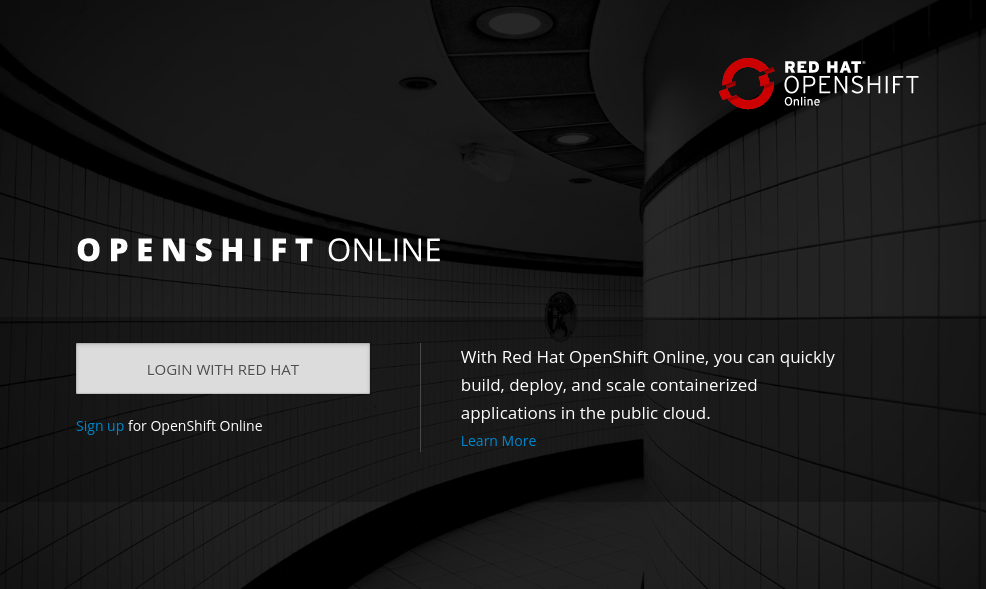 RED HAT
OPENSHIFT
Online
OPENSHIFT ONLINE
LOGIN WITH RED HAT
Sign up for OpenShift Online
With Red Hat OpenShift Online, you can quickly
build, deploy, and scale containerized
applications in the public cloud.
Learn More